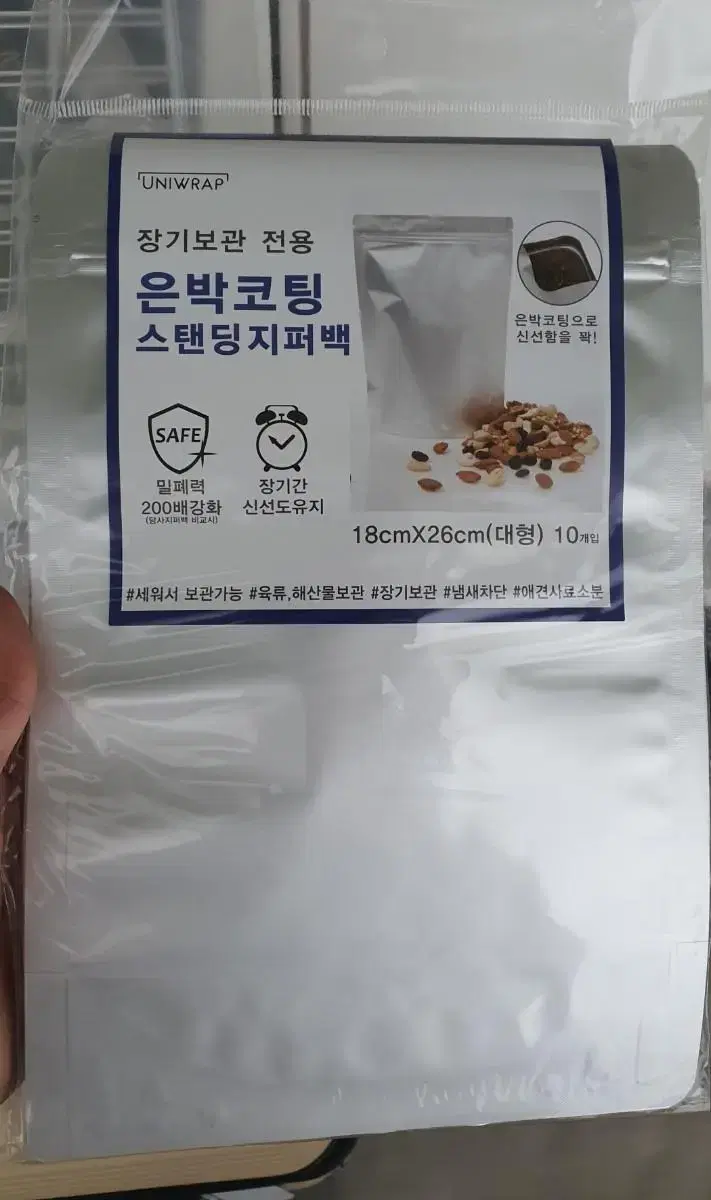 UNIWRAP
장기보관 전용
은박코팅
스탠딩지퍼백
은박코팅으로
신선함을 꽉!
SAFE
밀폐력
200배강화
(당사지퍼백 비교시)
장기간
신선도유지
18cmX26cm(대형) 10개입
#세워서 보관가능 #육류,해산물보관 #장기보관 #냄새차단 #애견사료소분